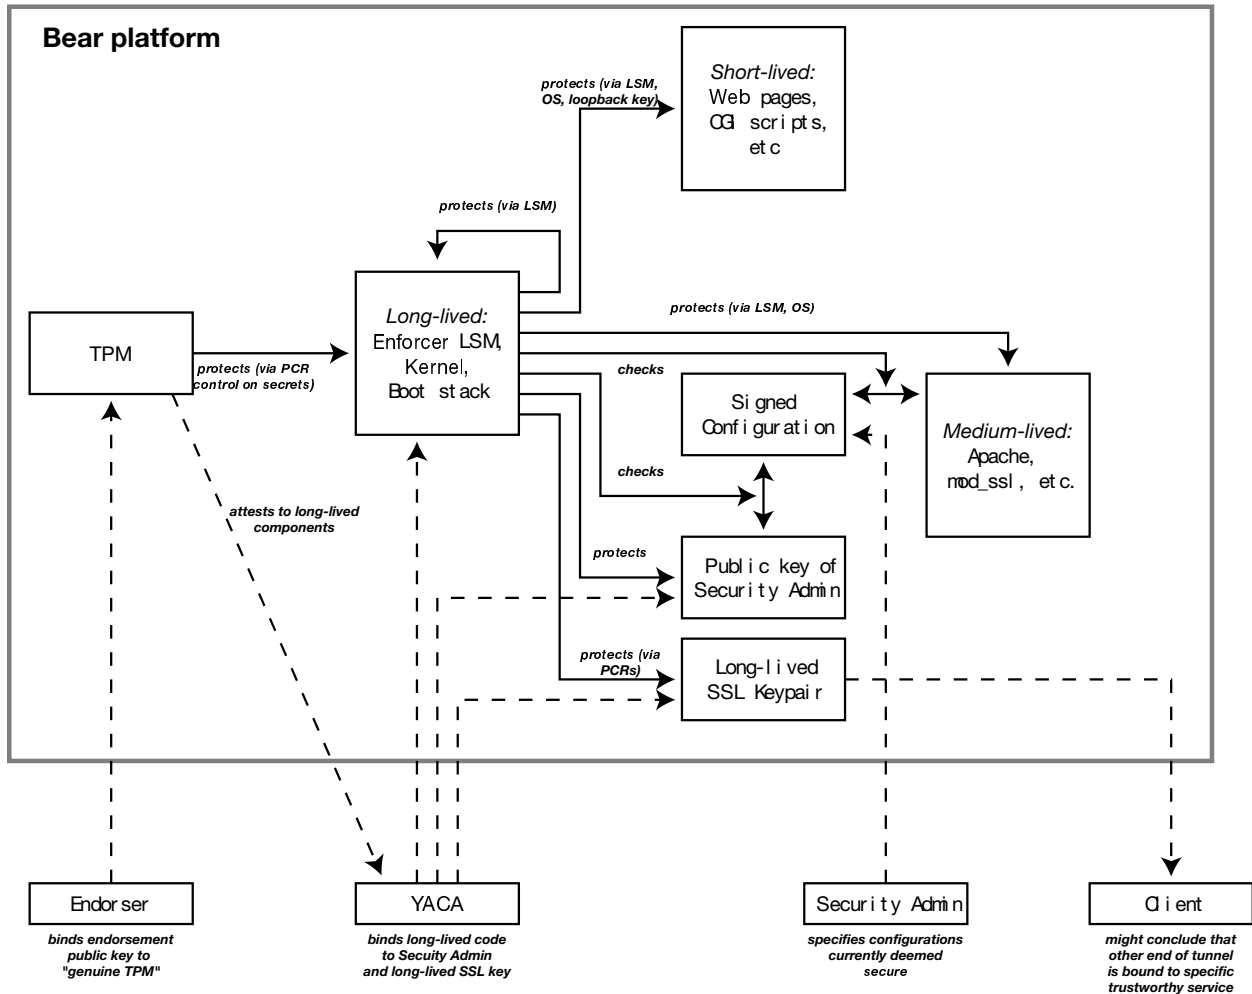 Bear platform
protects (via LSM,
OS, loopback key)
Short-lived:
Web pages,
CGI scripts,
etc
protects (via LSM)
Long-lived:
Enforcer LSM,
Kernel,
Boot stack
protects (via LSM, OS)
TPM
protects (via PCR
control on secrets)
checks
Signed
Configuration
Medium-lived:
Apache,
mod_ssl, etc.
checks
attests to long-lived
components
protects
Public key of
Security Admin
protects (via
PCRs)
Long-lived
SSL Keypair
Endorser
binds endorsement
public key to
"genuine TPM"
YACA
binds long-lived code
to Secuity Admin
and long-lived SSL key
Security Admin
specifies configurations
currently deemed
secure
Client
might conclude that
other end of tunnel
is bound to specific
trustworthy service